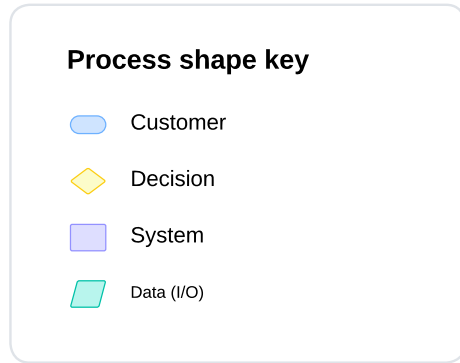 Process shape key
Customer
Decision
System
Data (I/O)